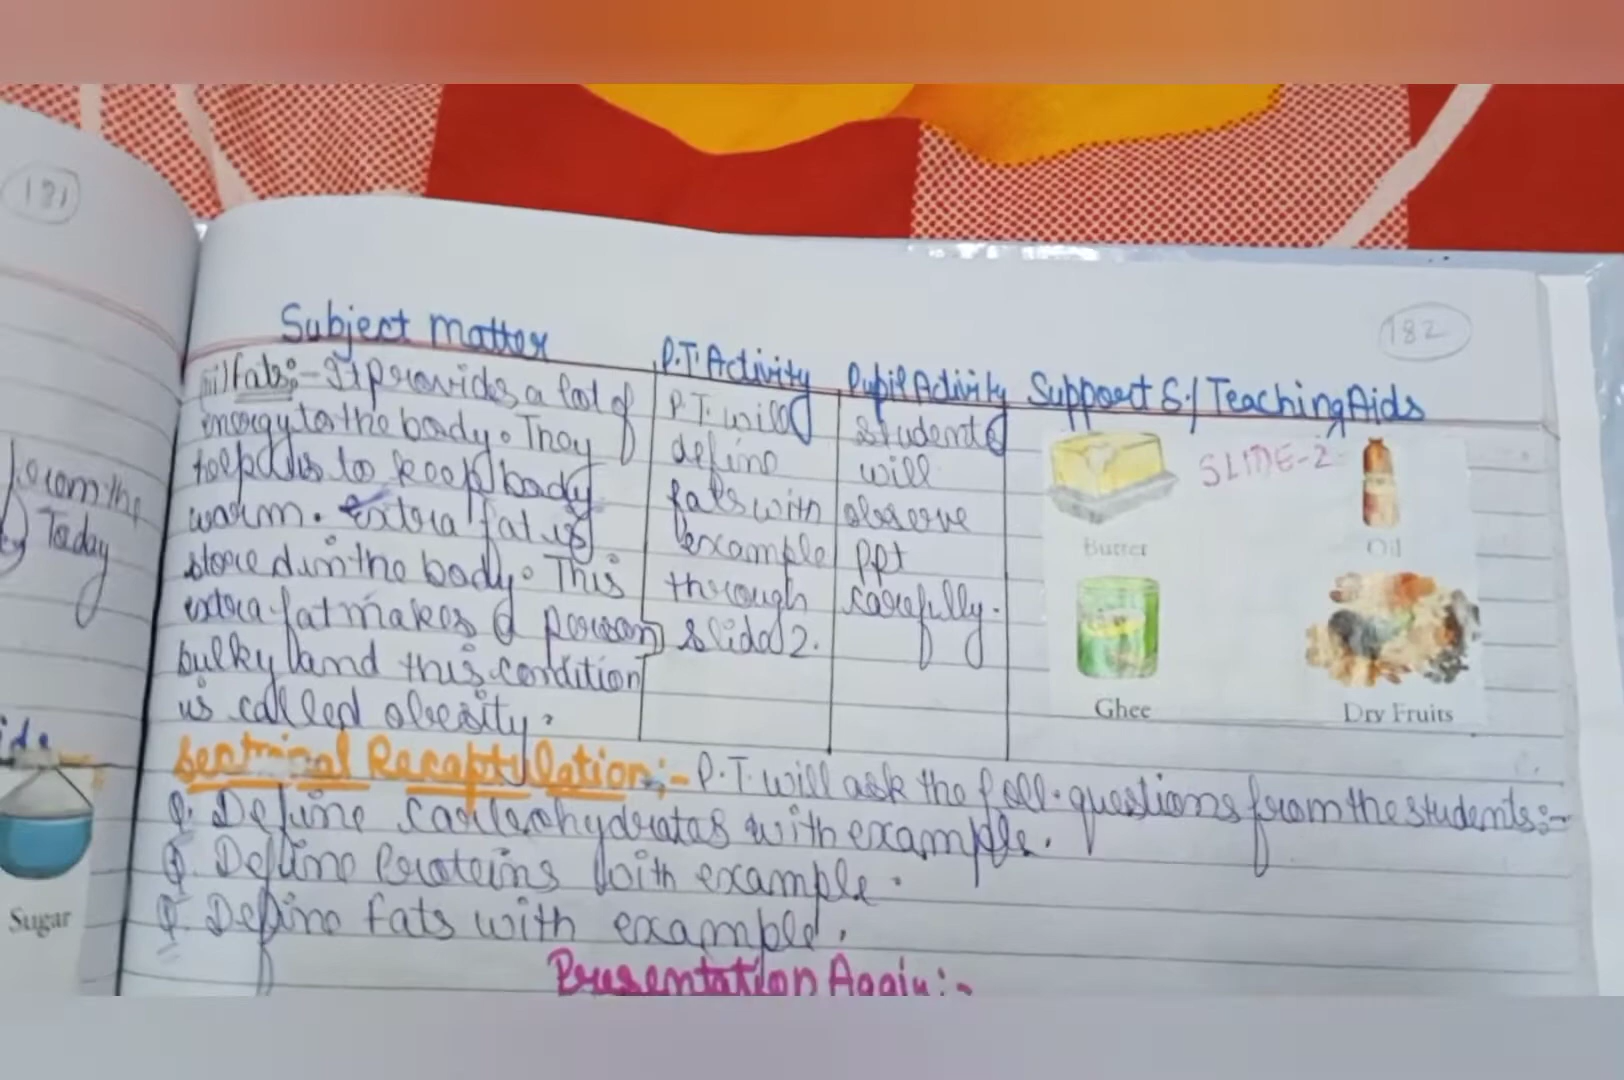 181
from the
Today
Sugar
182
Subject Matter
P.T. Activity
Pupil Activity
Support S./Teaching Aids
iii) Fats:- It provides a lot of
energy to the body. They
helps us to keep body
warm. Extra fat is
stored in the body. This
extra fat makes a person
bulky and this condition
is called obesity.
P.T. will
define
fats with
example
through
slide 2.
students
will
observe
ppt
carefully.
SLIDE-2
Butter
Oil
Ghee
Dry Fruits
Sectminal Recaptulation:- P.T. will ask the foll. questions from the students:-
Q. Define carbohydrates with example.
Q. Define Proteins with example.
Q. Define fats with example.
Presentation Again:-